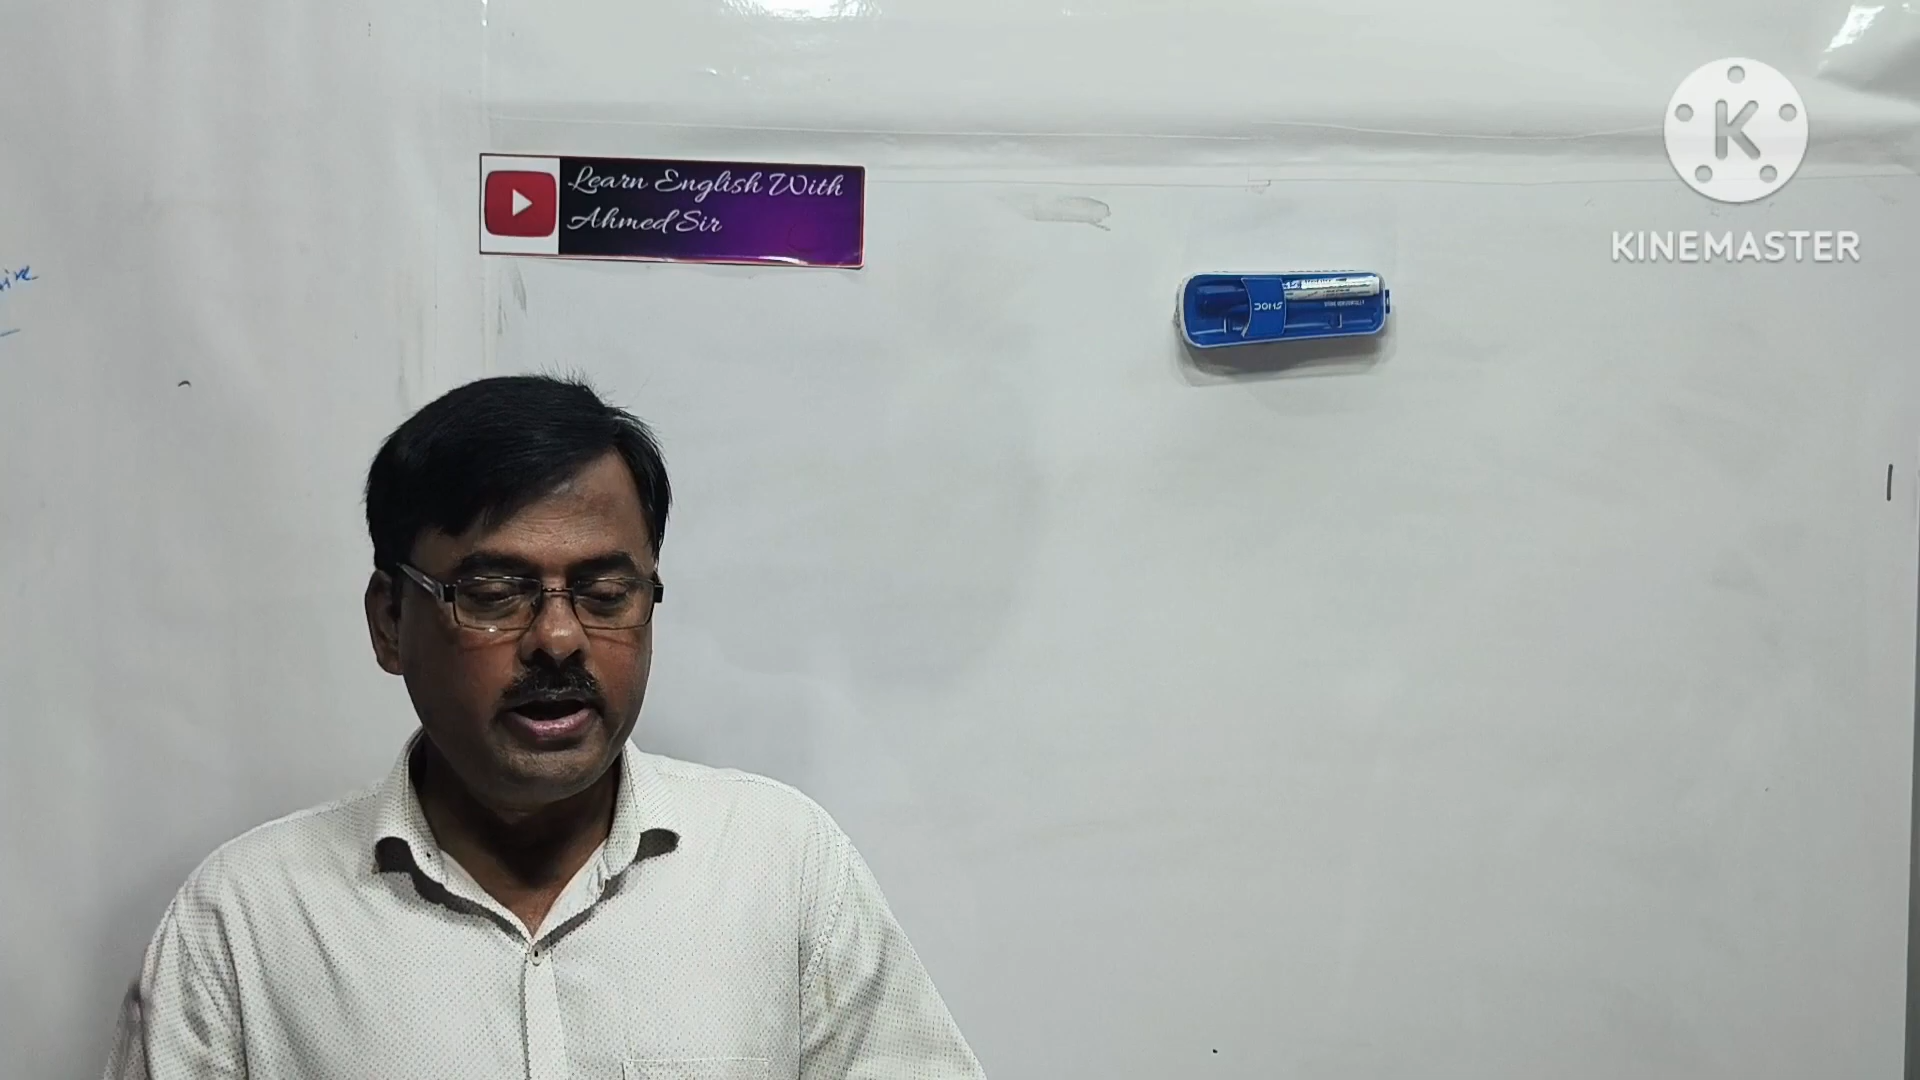 Learn English With
Ahmed Sir
K
KINEMASTER
DOMS